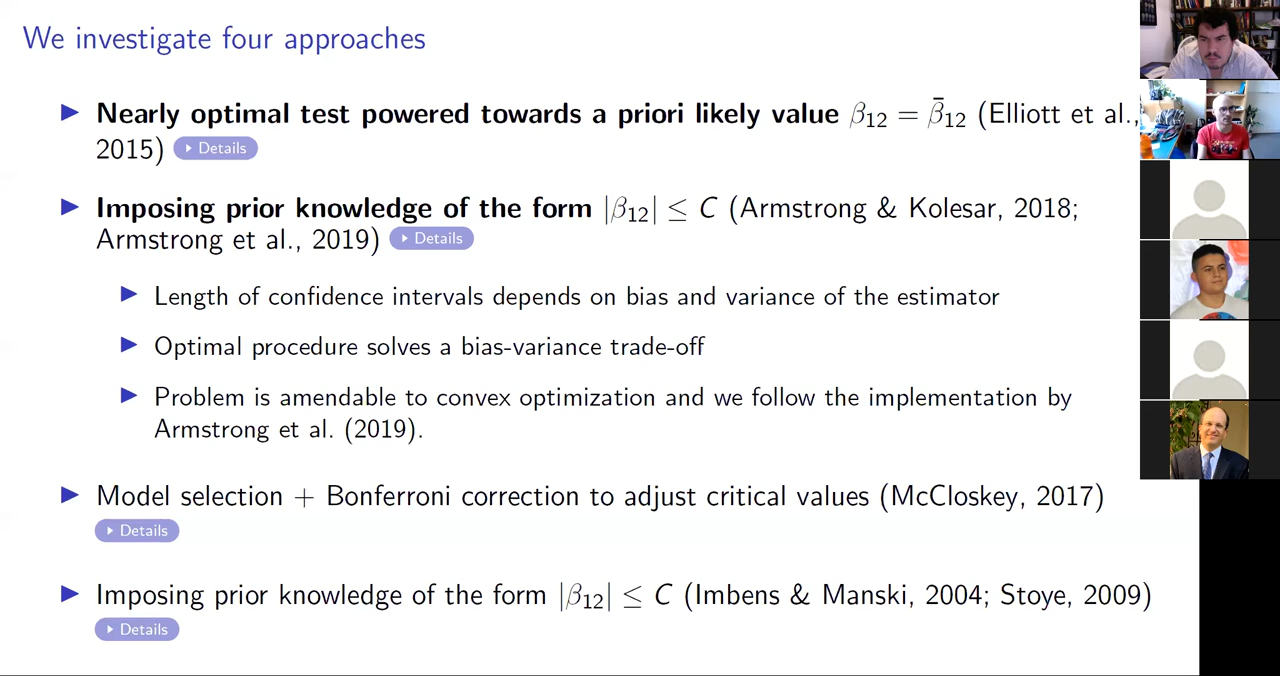 We investigate four approaches
▶ Nearly optimal test powered towards a priori likely value β₁₂ = β̄₁₂ (Elliott et al.,
2015) ▶ Details
▶ Imposing prior knowledge of the form |β₁₂| ≤ C (Armstrong & Kolesar, 2018;
Armstrong et al., 2019) ▶ Details
▶ Length of confidence intervals depends on bias and variance of the estimator
▶ Optimal procedure solves a bias-variance trade-off
▶ Problem is amendable to convex optimization and we follow the implementation by
Armstrong et al. (2019).
▶ Model selection + Bonferroni correction to adjust critical values (McCloskey, 2017)
▶ Details
▶ Imposing prior knowledge of the form |β₁₂| ≤ C (Imbens & Manski, 2004; Stoye, 2009)
▶ Details